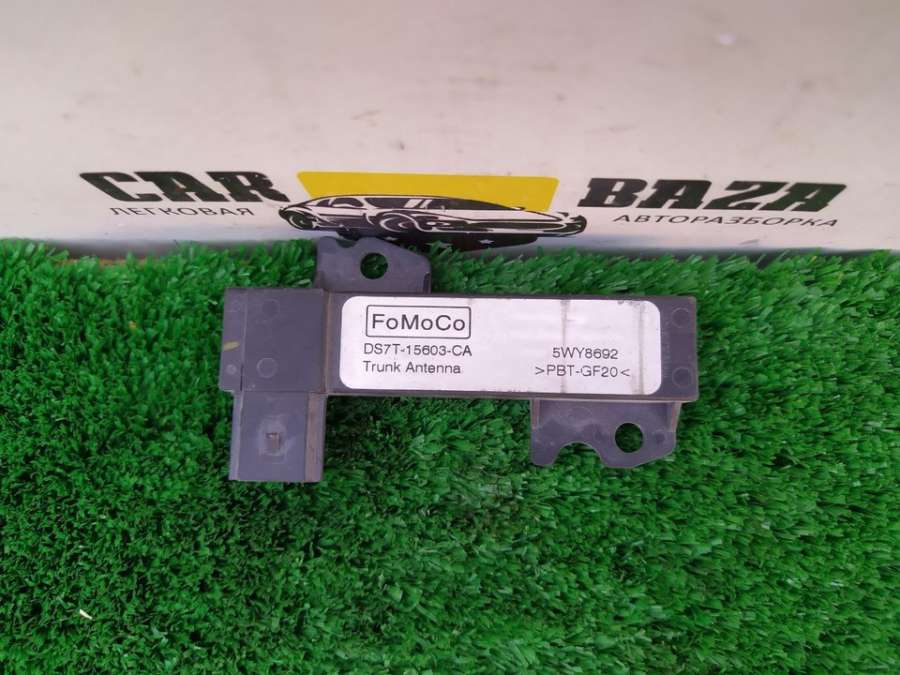 CAR BAZA
ЛЕГКОВАЯ АВТОРАЗБОРКА
FoMoCo
DS7T-15603-CA 5WY8692
Trunk Antenna >PBT-GF20<